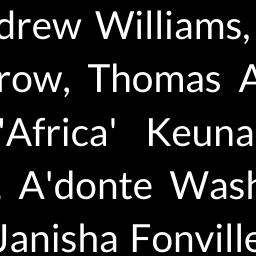 drew Williams,
row, Thomas A
'Africa' Keuna
, A'donte Wash
Janisha Fonville